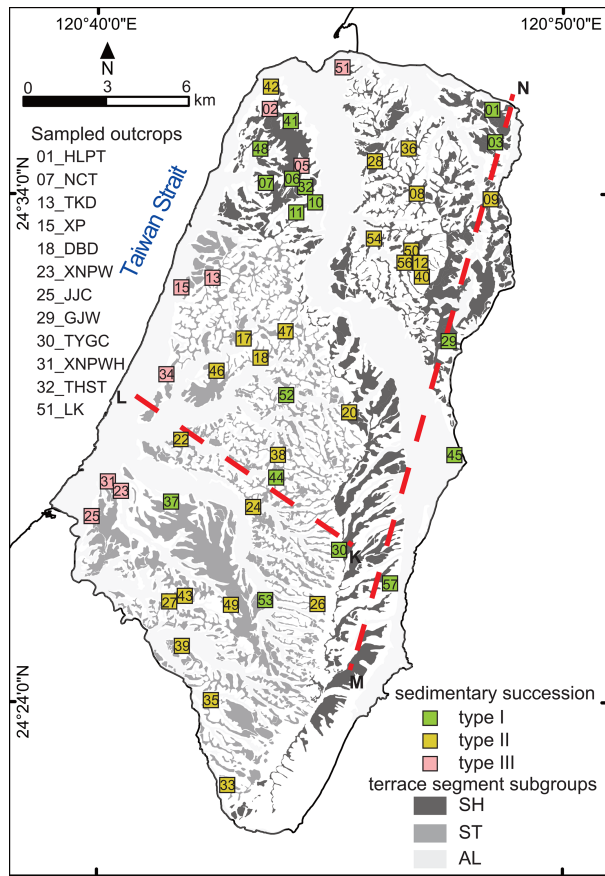 120°40'0"E 120°50'0"E
N
0 3 6
km
Sampled outcrops
01_HLPT
07_NCT
13_TKD
15_XP
18_DBD
23_XNPW
25_JJC
29_GJW
30_TYGC
31_XNPWH
32_THST
51_LK
Taiwan Strait
24°34'0"N
24°24'0"N
51
42
02
41
01
N
48
36
03
28
05
07 06
32
08
09
10
11
54
50
56 12
40
13
15
17 47
29
18
34 46
52
L
20
22
38
45
44
31
23
37
24
25
30
K
57
27 43
49 53 26
39
M
35
33
sedimentary succession
type I
type II
type III
terrace segment subgroups
SH
ST
AL